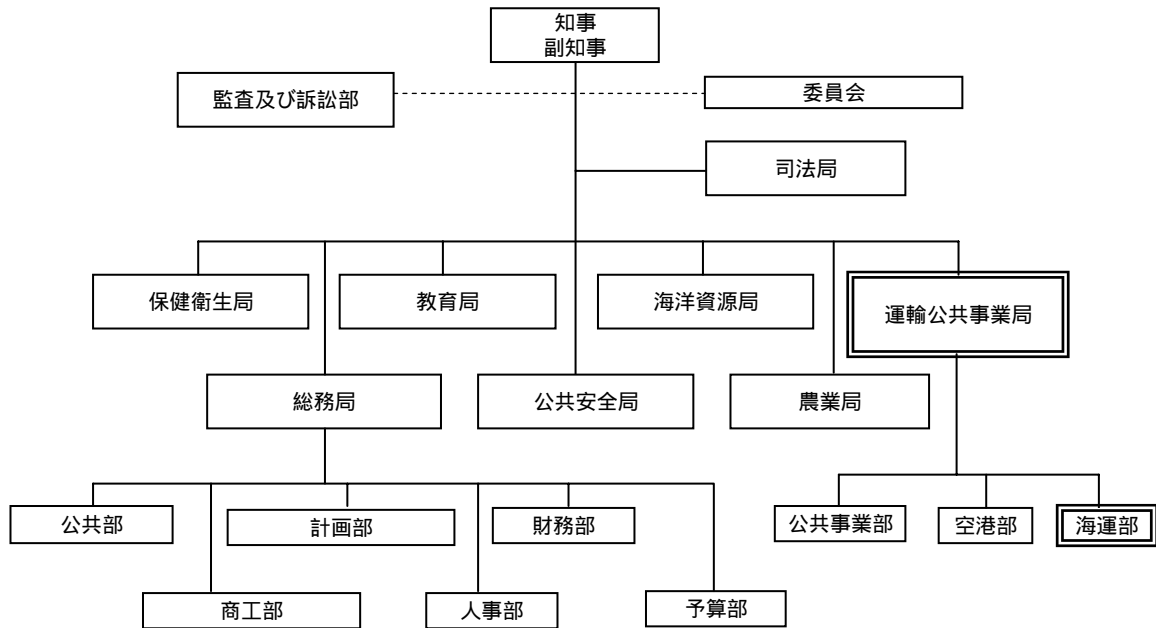 知事
副知事
監査及び訴訟部
委員会
司法局
保健衛生局
教育局
海洋資源局
運輸公共事業局
総務局
公共安全局
農業局
公共部
計画部
財務部
公共事業部
空港部
海運部
商工部
人事部
予算部